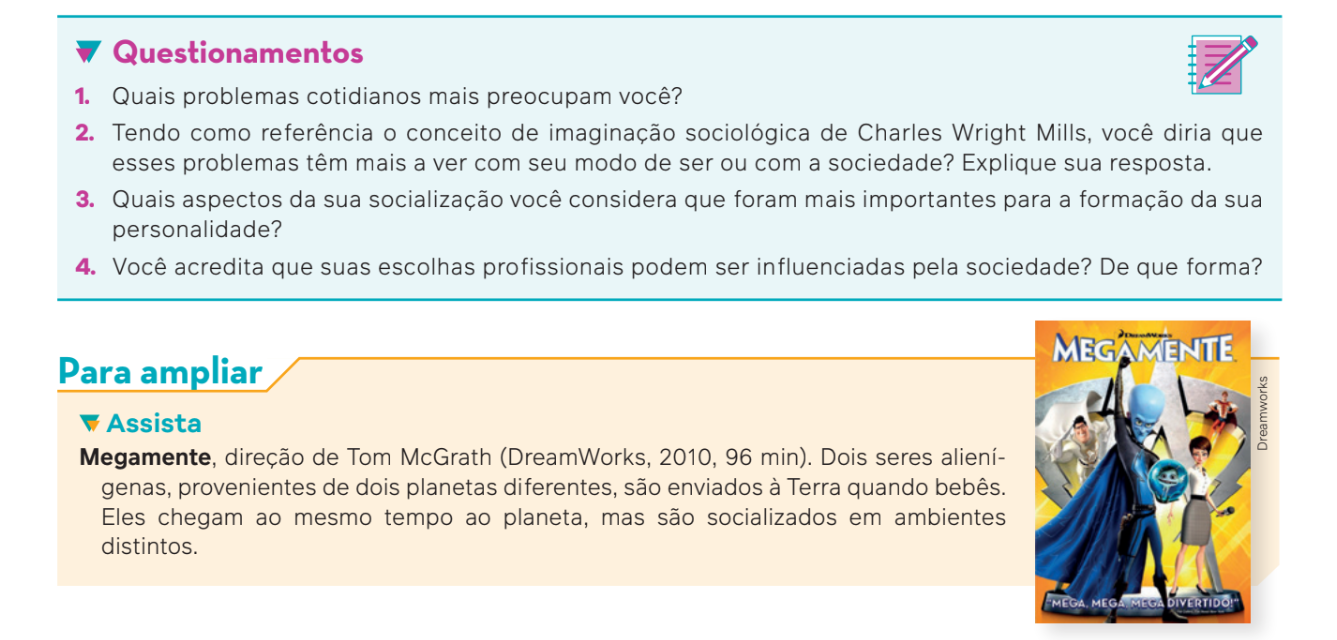 Questionamentos
1. Quais problemas cotidianos mais preocupam você?
2. Tendo como referência o conceito de imaginação sociológica de Charles Wright Mills, você diria que
esses problemas têm mais a ver com seu modo de ser ou com a sociedade? Explique sua resposta.
3. Quais aspectos da sua socialização você considera que foram mais importantes para a formação da sua
personalidade?
4. Você acredita que suas escolhas profissionais podem ser influenciadas pela sociedade? De que forma?
Para ampliar
Assista
Megamente, direção de Tom McGrath (DreamWorks, 2010, 96 min). Dois seres aliení-
genas, provenientes de dois planetas diferentes, são enviados à Terra quando bebês.
Eles chegam ao mesmo tempo ao planeta, mas são socializados em ambientes
distintos.
DreamWorks
MEGAMENTE
"MEGA, MEGA, MEGA DIVERTIDO!"
Dreamworks